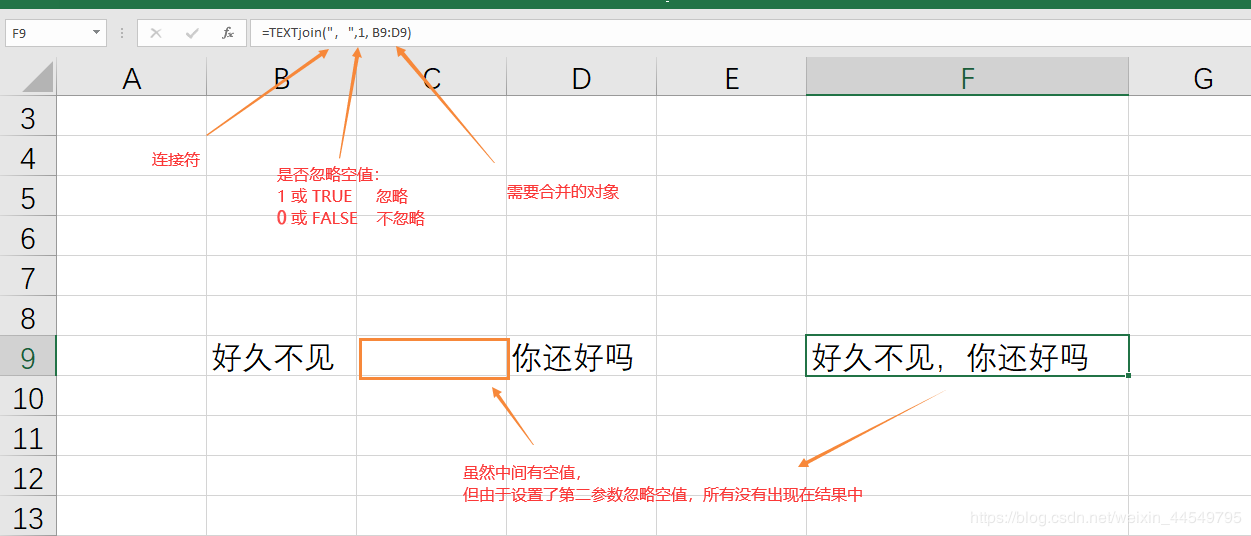 F9
fx
=TEXTjoin("，",1, B9:D9)
A B C D E F G
3
4
连接符
是否忽略空值：
1 或 TRUE 忽略
0 或 FALSE 不忽略
需要合并的对象
5
6
7
8
9 好久不见 你还好吗 好久不见，你还好吗
10
11
12
虽然中间有空值，
但由于设置了第二参数忽略空值，所有没有出现在结果中
13
https://blog.csdn.net/weixin_44549795